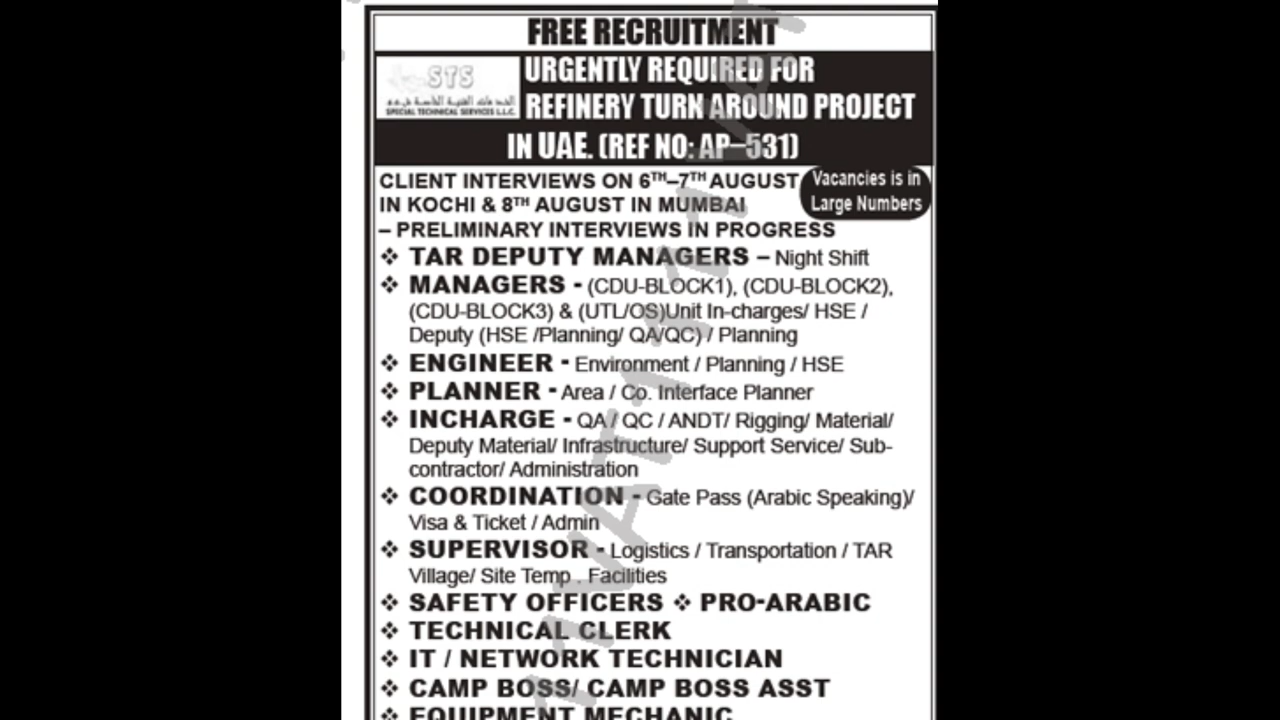 FREE RECRUITMENT
STS
SPECIAL TECHNICAL SERVICES L.L.C.
URGENTLY REQUIRED FOR
REFINERY TURN AROUND PROJECT
IN UAE. (REF NO: AP–531)
CLIENT INTERVIEWS ON 6TH–7TH AUGUST
IN KOCHI & 8TH AUGUST IN MUMBAI
– PRELIMINARY INTERVIEWS IN PROGRESS
Vacancies is in
Large Numbers
❖ TAR DEPUTY MANAGERS – Night Shift
❖ MANAGERS - (CDU-BLOCK1), (CDU-BLOCK2),
(CDU-BLOCK3) & (UTL/OS)Unit In-charges/ HSE /
Deputy (HSE /Planning/ QA/QC) / Planning
❖ ENGINEER - Environment / Planning / HSE
❖ PLANNER - Area / Co. Interface Planner
❖ INCHARGE - QA / QC / ANDT/ Rigging/ Material/
Deputy Material/ Infrastructure/ Support Service/ Sub-
contractor/ Administration
❖ COORDINATION - Gate Pass (Arabic Speaking)/
Visa & Ticket / Admin
❖ SUPERVISOR - Logistics / Transportation / TAR
Village/ Site Temp . Facilities
❖ SAFETY OFFICERS ❖ PRO-ARABIC
❖ TECHNICAL CLERK
❖ IT / NETWORK TECHNICIAN
❖ CAMP BOSS/ CAMP BOSS ASST
❖ EQUIPMENT MECHANIC